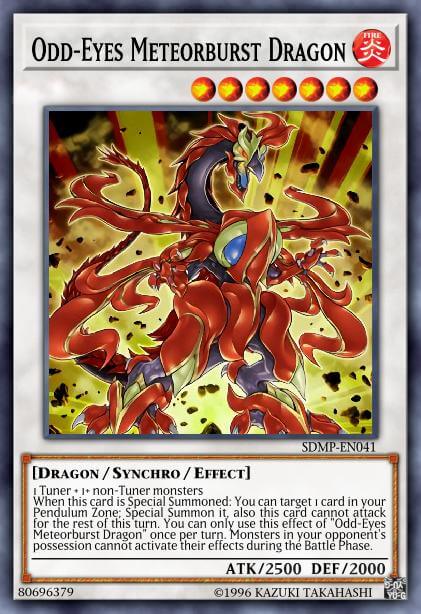 ODD-EYES METEORBURST DRAGON
FIRE
炎
SDMP-EN041
[DRAGON / SYNCHRO / EFFECT]
1 Tuner + 1+ non-Tuner monsters
When this card is Special Summoned: You can target 1 card in your
Pendulum Zone; Special Summon it, also this card cannot attack
for the rest of this turn. You can only use this effect of "Odd-Eyes
Meteorburst Dragon" once per turn. Monsters in your opponent's
possession cannot activate their effects during the Battle Phase.
ATK/2500 DEF/2000
80696379
©1996 KAZUKI TAKAHASHI